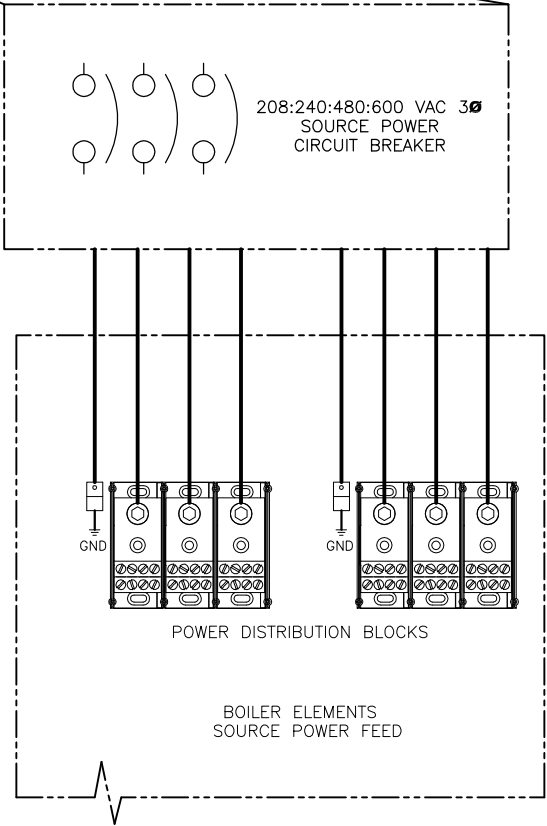 208:240:480:600 VAC 3Ø
SOURCE POWER
CIRCUIT BREAKER
GND
GND
POWER DISTRIBUTION BLOCKS
BOILER ELEMENTS
SOURCE POWER FEED